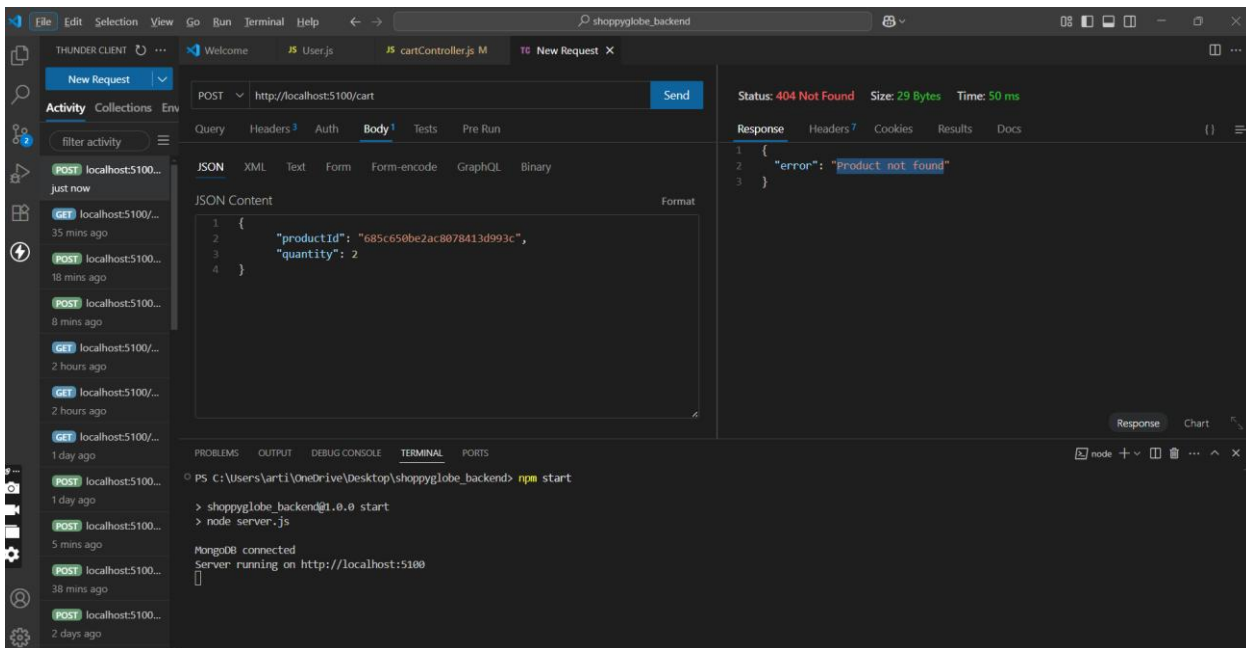 File Edit Selection View Go Run Terminal Help
shoppyglobe_backend
THUNDER CLIENT
Welcome
JS User.js
JS cartController.js M
TC New Request
New Request
Activity Collections Env
filter activity
POST localhost:5100...
just now
GET localhost:5100/...
35 mins ago
POST localhost:5100...
18 mins ago
POST localhost:5100...
8 mins ago
GET localhost:5100/...
2 hours ago
GET localhost:5100/...
2 hours ago
GET localhost:5100/...
1 day ago
POST localhost:5100...
1 day ago
POST localhost:5100...
5 mins ago
POST localhost:5100...
38 mins ago
POST localhost:5100...
2 days ago
2
POST http://localhost:5100/cart Send
Query Headers 3 Auth Body 1 Tests Pre Run
JSON XML Text Form Form-encode GraphQL Binary
JSON Content Format
1 {
2 "productId": "685c650be2ac8078413d993c",
3 "quantity": 2
4 }
Status: 404 Not Found Size: 29 Bytes Time: 50 ms
Response Headers 7 Cookies Results Docs { }
1 {
2 "error": "Product not found"
3 }
Response Chart
PROBLEMS OUTPUT DEBUG CONSOLE TERMINAL PORTS
node
PS C:\Users\arti\OneDrive\Desktop\shoppyglobe_backend> npm start
> shoppyglobe_backend@1.0.0 start
> node server.js
MongoDB connected
Server running on http://localhost:5100